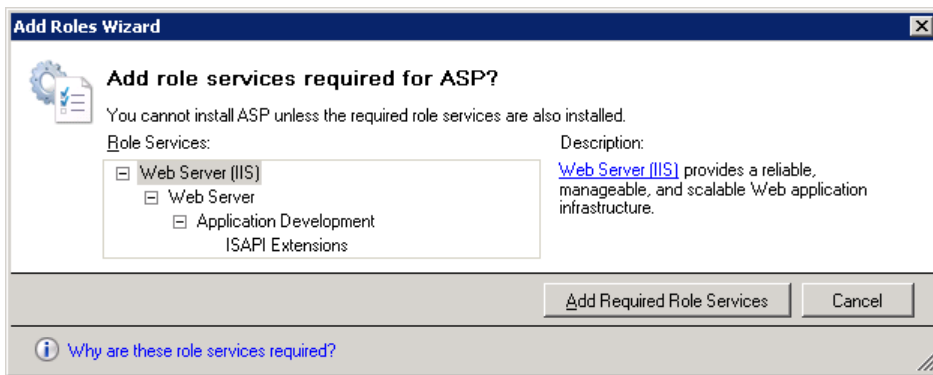 Add Roles Wizard
Add role services required for ASP?
You cannot install ASP unless the required role services are also installed.
Role Services:
Description:
Web Server (IIS)
Web Server
Application Development
ISAPI Extensions
Web Server (IIS) provides a reliable,
manageable, and scalable Web application
infrastructure.
Add Required Role Services
Cancel
Why are these role services required?